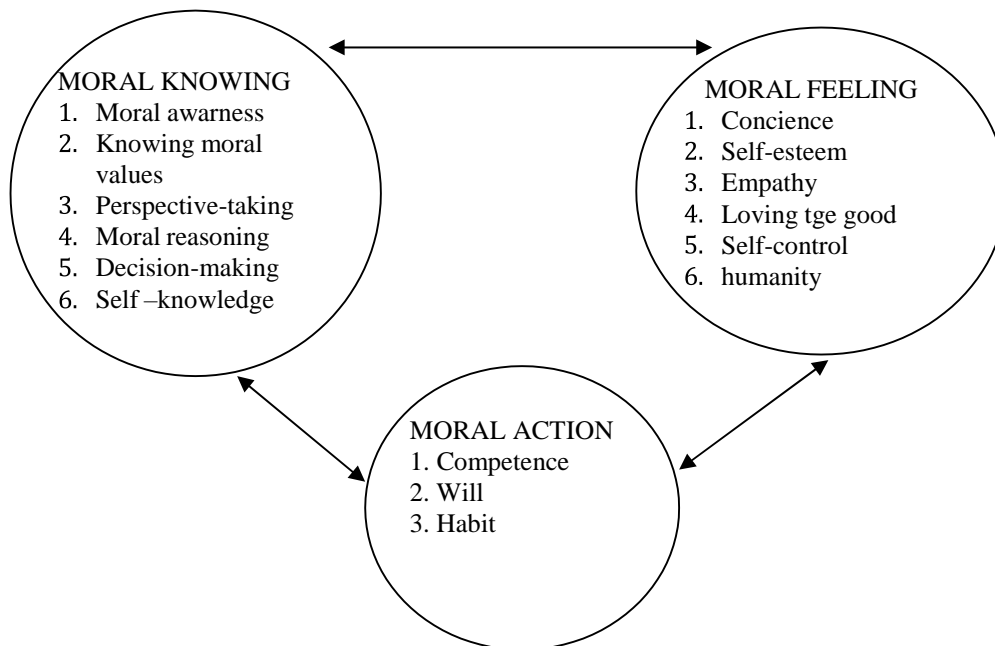 MORAL KNOWING
1. Moral awarness
2. Knowing moral
values
3. Perspective-taking
4. Moral reasoning
5. Decision-making
6. Self –knowledge
MORAL FEELING
1. Concience
2. Self-esteem
3. Empathy
4. Loving tge good
5. Self-control
6. humanity
MORAL ACTION
1. Competence
2. Will
3. Habit